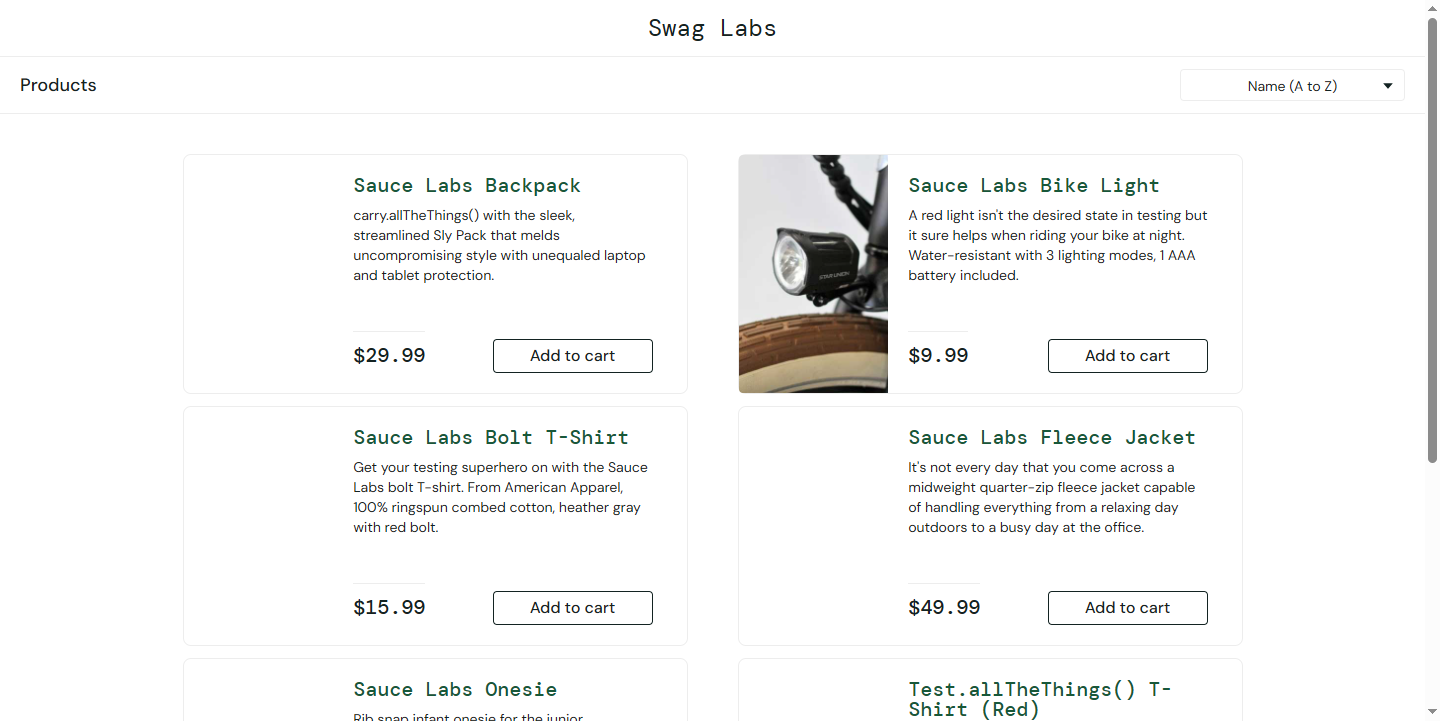 Swag Labs
Products
Name (A to Z)
Sauce Labs Backpack
carry.allTheThings() with the sleek,
streamlined Sly Pack that melds
uncompromising style with unequaled laptop
and tablet protection.
$29.99
Add to cart
Sauce Labs Bike Light
A red light isn't the desired state in testing but
it sure helps when riding your bike at night.
Water-resistant with 3 lighting modes, 1 AAA
battery included.
$9.99
Add to cart
Sauce Labs Bolt T-Shirt
Get your testing superhero on with the Sauce
Labs bolt T-shirt. From American Apparel,
100% ringspun combed cotton, heather gray
with red bolt.
$15.99
Add to cart
Sauce Labs Fleece Jacket
It's not every day that you come across a
midweight quarter-zip fleece jacket capable
of handling everything from a relaxing day
outdoors to a busy day at the office.
$49.99
Add to cart
Sauce Labs Onesie
Rib snap infant onesie for the junior
Test.allTheThings() T-
Shirt (Red)